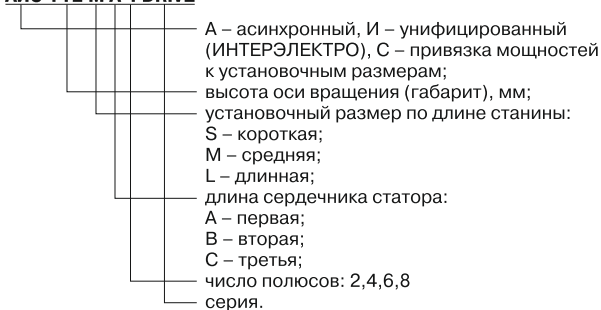 А – асинхронный, И – унифицированный
(ИНТЕРЭЛЕКТРО), С – привязка мощностей
к установочным размерам;
высота оси вращения (габарит), мм;
установочный размер по длине станины:
S – короткая;
M – средняя;
L – длинная;
длина сердечника статора:
A – первая;
B – вторая;
C – третья;
число полюсов: 2,4,6,8
серия.